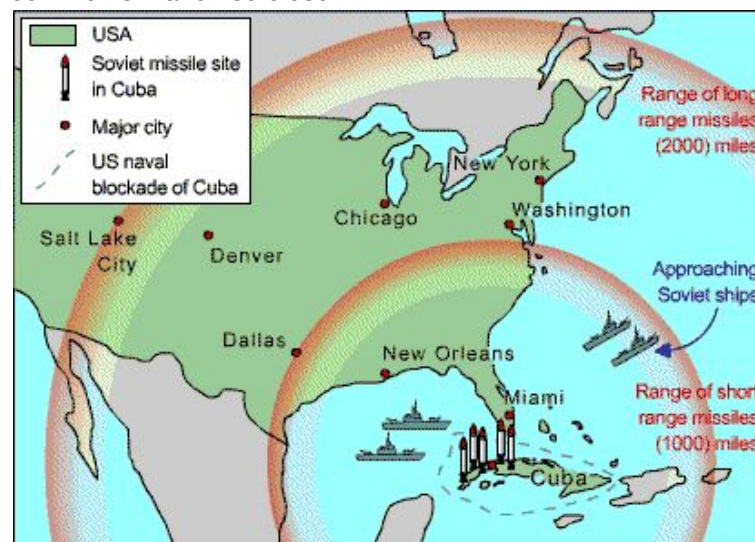 USA
Soviet missile site
in Cuba
Major city
US naval
blockade of Cuba
Range of long
range missiles
(2000) miles
New York
Chicago
Washington
Salt Lake
City
Denver
Approaching
Soviet ships
Dallas
New Orleans
Miami
Range of short
range missiles
(1000) miles
Cuba